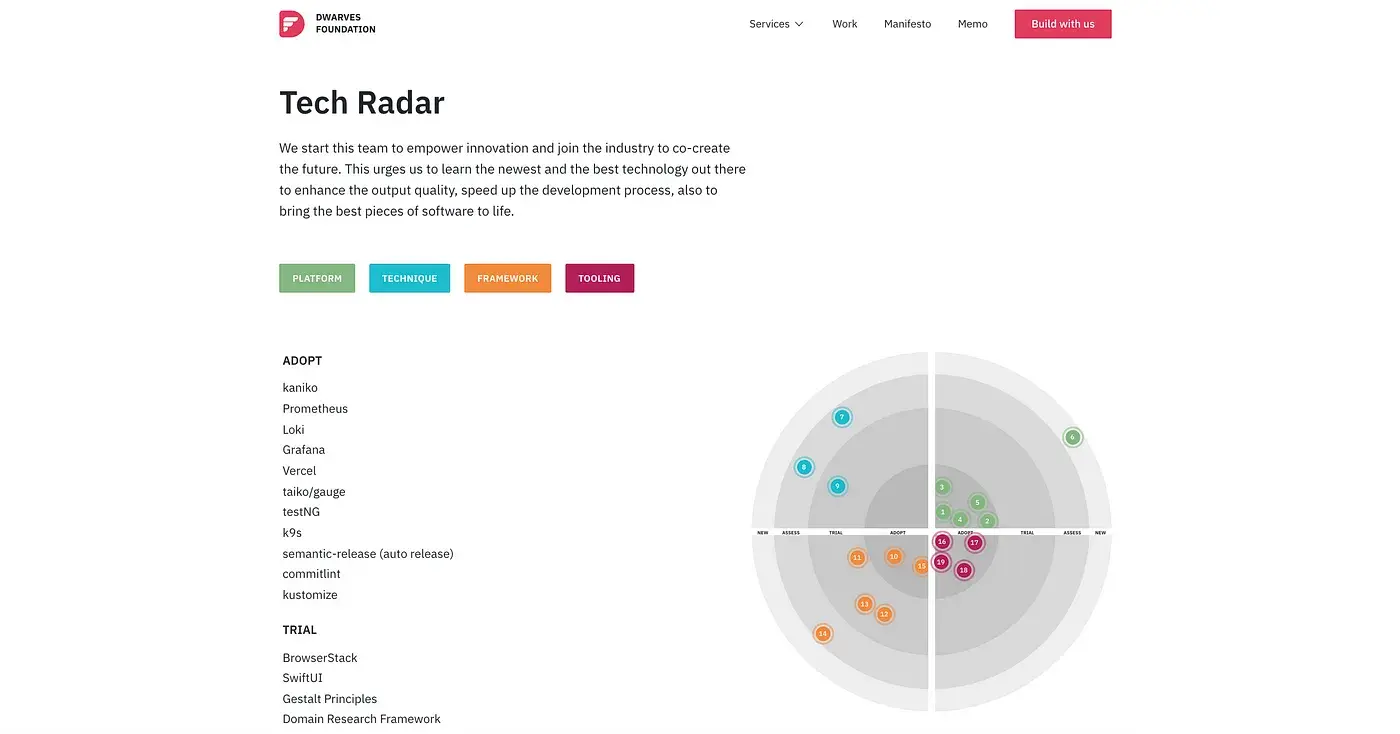 DWARVES
FOUNDATION
Services
Work
Manifesto
Memo
Build with us
Tech Radar
We start this team to empower innovation and join the industry to co-create
the future. This urges us to learn the newest and the best technology out there
to enhance the output quality, speed up the development process, also to
bring the best pieces of software to life.
PLATFORM
TECHNIQUE
FRAMEWORK
TOOLING
ADOPT
kaniko
Prometheus
Loki
Grafana
Vercel
taiko/gauge
testNG
k9s
semantic-release (auto release)
commitlint
kustomize
TRIAL
BrowserStack
SwiftUI
Gestalt Principles
Domain Research Framework
7
6
8
9
3
5
1
4
2
NEW ASSESS TRIAL ADOPT ADOPT TRIAL ASSESS NEW
16
17
11
10
15
19
18
13
12
14